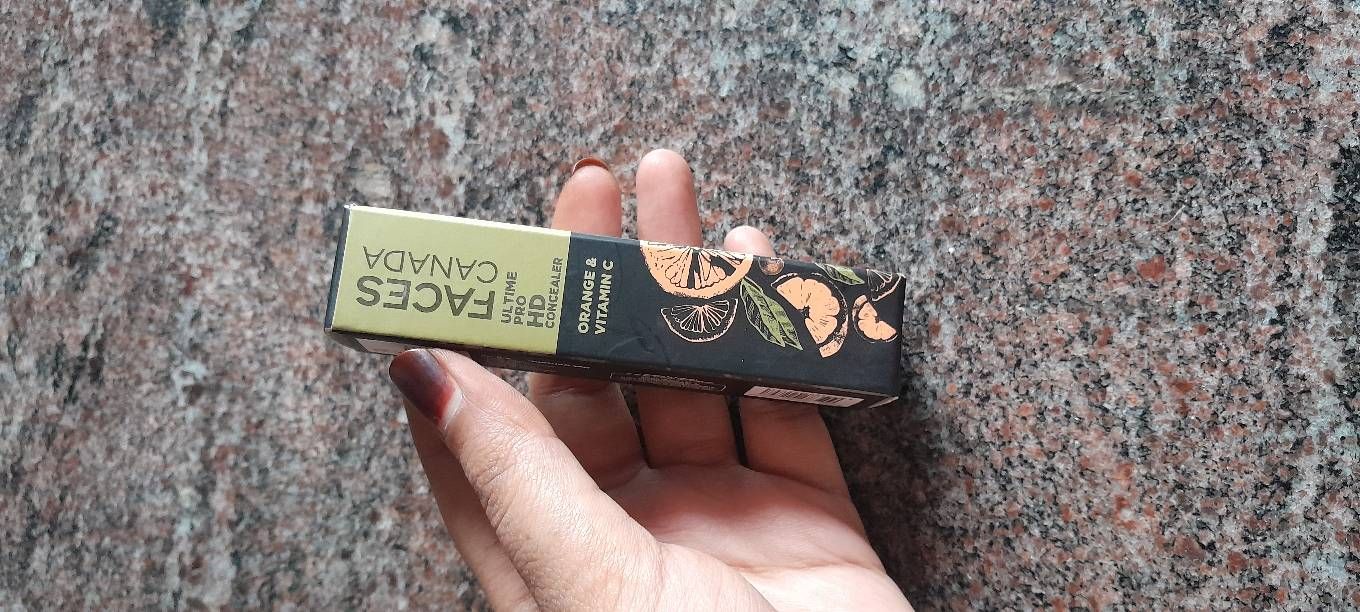 FACES
CANADA
ULTIME
PRO
HD
CONCEALER
ORANGE &
VITAMIN C